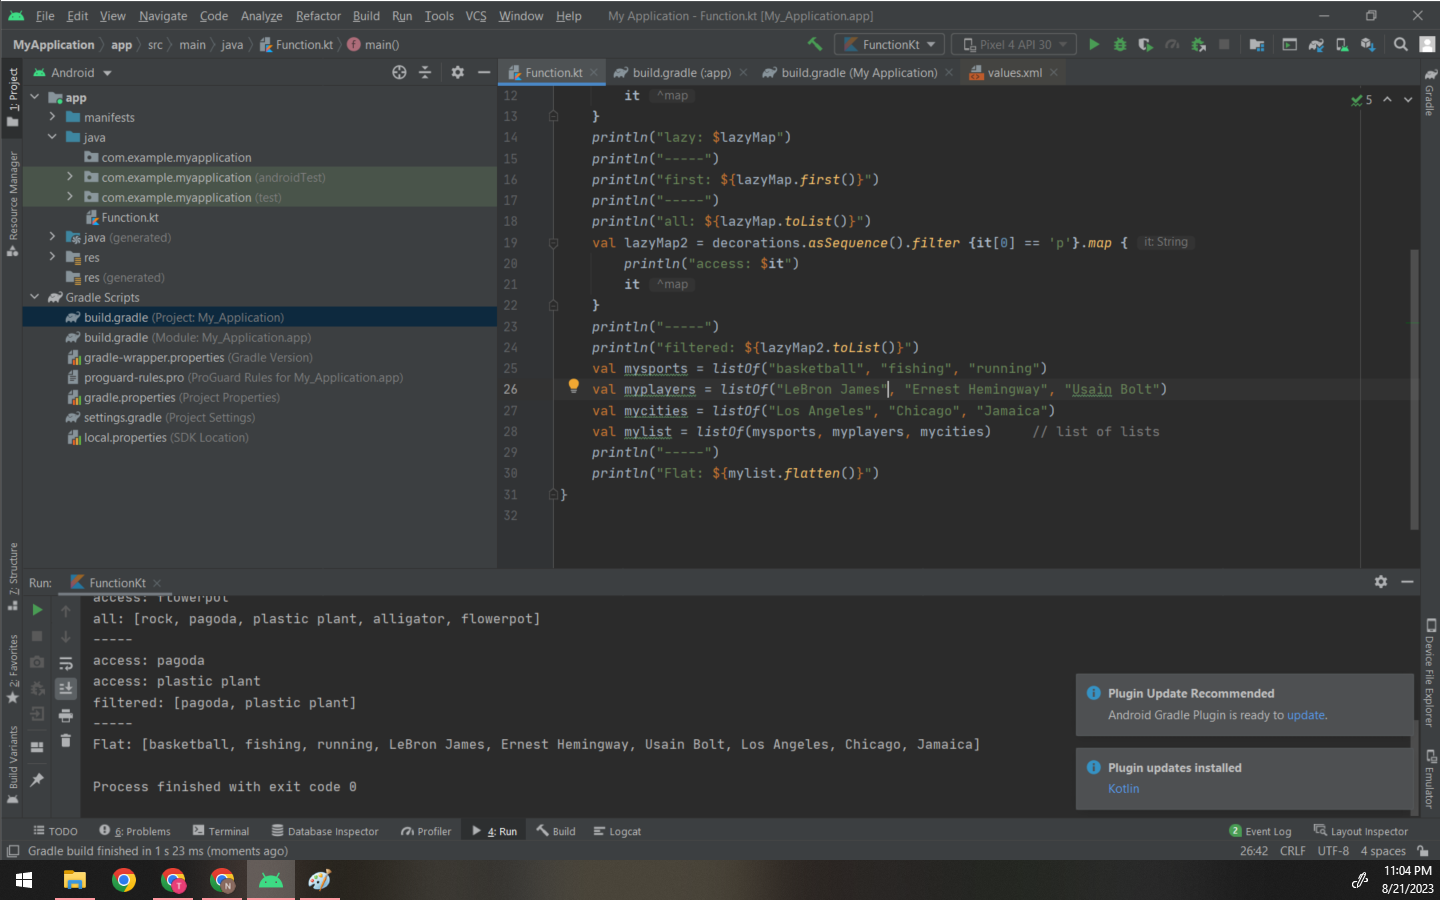 File Edit View Navigate Code Analyze Refactor Build Run Tools VCS Window Help My Application - Function.kt [My_Application.app]
MyApplication app src main java Function.kt main() FunctionKt Pixel 4 API 30
1: Project
Resource Manager
7: Structure
2: Favorites
Build Variants
Android
app
manifests
java
com.example.myapplication
com.example.myapplication (androidTest)
com.example.myapplication (test)
Function.kt
java (generated)
res
res (generated)
Gradle Scripts
build.gradle (Project: My_Application)
build.gradle (Module: My_Application.app)
gradle-wrapper.properties (Gradle Version)
proguard-rules.pro (ProGuard Rules for My_Application.app)
gradle.properties (Project Properties)
settings.gradle (Project Settings)
local.properties (SDK Location)
Function.kt build.gradle (:app) build.gradle (My Application) values.xml
5
12 it ^map
13 }
14 println("lazy: $lazyMap")
15 println("-----")
16 println("first: ${lazyMap.first()}")
17 println("-----")
18 println("all: ${lazyMap.toList()}")
19 val lazyMap2 = decorations.asSequence().filter {it[0] == 'p'}.map { it: String
20 println("access: $it")
21 it ^map
22 }
23 println("-----")
24 println("filtered: ${lazyMap2.toList()}")
25 val mysports = listOf("basketball", "fishing", "running")
26 val myplayers = listOf("LeBron James", "Ernest Hemingway", "Usain Bolt")
27 val mycities = listOf("Los Angeles", "Chicago", "Jamaica")
28 val mylist = listOf(mysports, myplayers, mycities) // list of lists
29 println("-----")
30 println("Flat: ${mylist.flatten()}")
31 }
32
Gradle
Device File Explorer
Emulator
Run: FunctionKt
access: flowerpot
all: [rock, pagoda, plastic plant, alligator, flowerpot]
-----
access: pagoda
access: plastic plant
filtered: [pagoda, plastic plant]
-----
Flat: [basketball, fishing, running, LeBron James, Ernest Hemingway, Usain Bolt, Los Angeles, Chicago, Jamaica]
Process finished with exit code 0
Plugin Update Recommended
Android Gradle Plugin is ready to update.
Plugin updates installed
Kotlin
TODO 6: Problems Terminal Database Inspector Profiler 4: Run Build Logcat 2 Event Log Layout Inspector
Gradle build finished in 1 s 23 ms (moments ago) 26:42 CRLF UTF-8 4 spaces
T
N
11:04 PM
8/21/2023